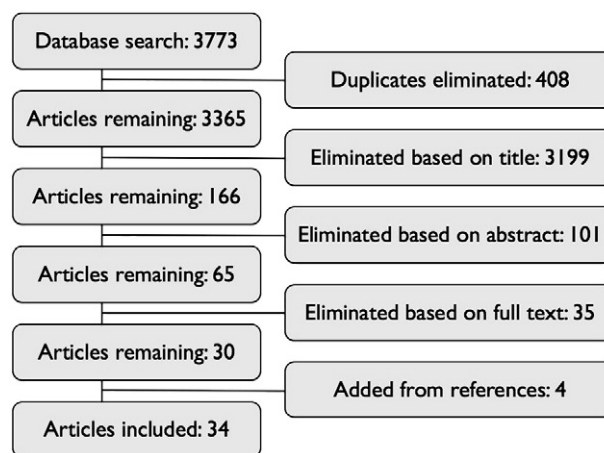 Database search: 3773
Duplicates eliminated: 408
Articles remaining: 3365
Eliminated based on title: 3199
Articles remaining: 166
Eliminated based on abstract: 101
Articles remaining: 65
Eliminated based on full text: 35
Articles remaining: 30
Added from references: 4
Articles included: 34